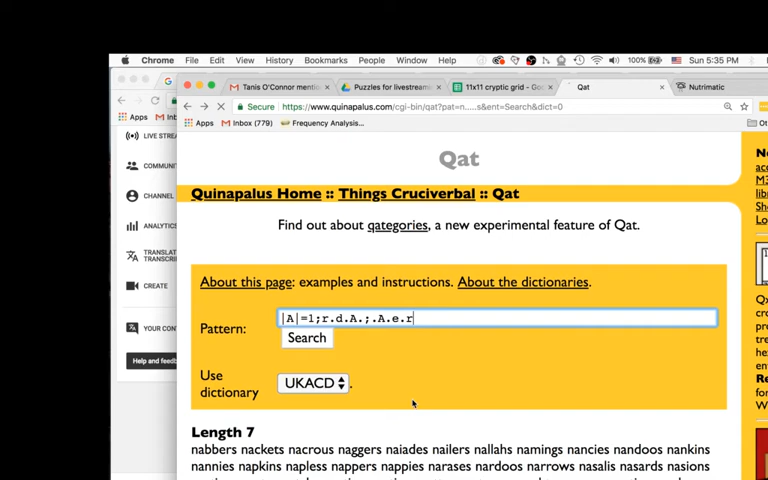 Chrome File Edit View History Bookmarks People Window Help 100% Sun 5:35 PM
Tanis O'Connor mentio Puzzles for livestreami 11x11 cryptic grid - Goo Qat Nutrimatic
Secure https://www.quinapalus.com/cgi-bin/qat?pat=n.....s&ent=Search&dict=0
Apps Apps Inbox (779) Frequency Analysis...
LIVE STREA
COMMUNI
CHANNEL
ANALYTICS
TRANSLAT
TRANSCRI
CREATE
YOUR CON
Help and feedb
Qat
Quinapalus Home :: Things Cruciverbal :: Qat
Find out about qategories, a new experimental feature of Qat.
About this page: examples and instructions. About the dictionaries.
Pattern: |A|=1;r.d.A.;.A.e.r
Search
Use dictionary UKACD .
Length 7
nabbers nackets nacrous naggers naiades nailers nallahs namings nancies nandoos nankins
nannies napkins napless nappers nappies narases nardoos narrows nasalis nasards nasions